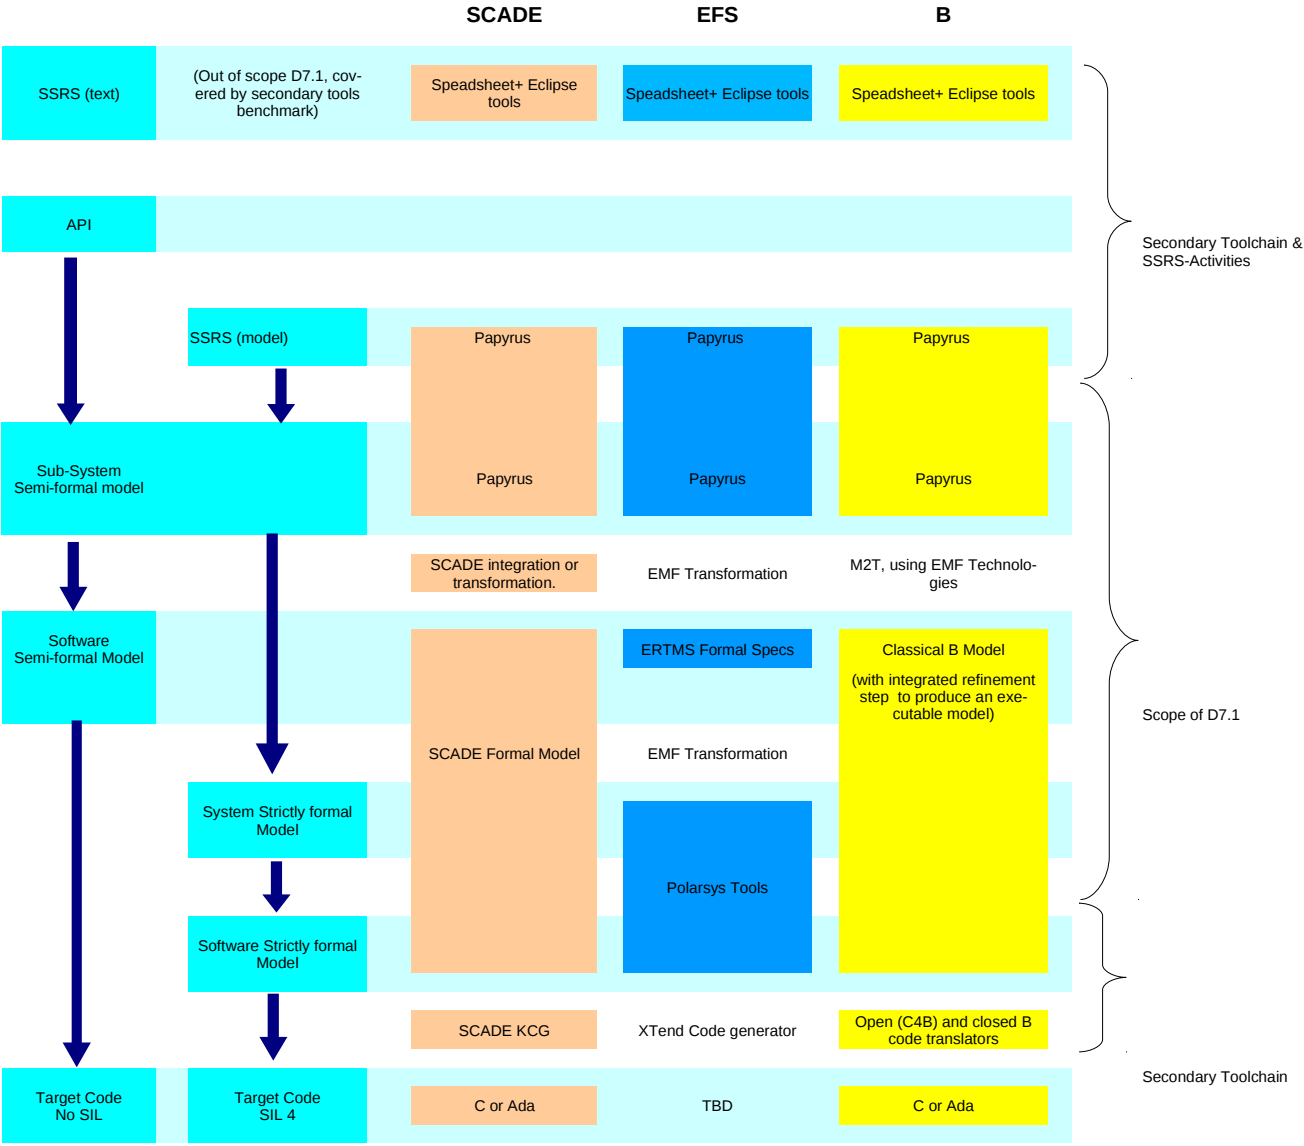 SCADE
EFS
B
SSRS (text)
(Out of scope D7.1, cov-
ered by secondary tools
benchmark)
Speadsheet+ Eclipse
tools
Speadsheet+ Eclipse tools
Speadsheet+ Eclipse tools
API
Secondary Toolchain &
SSRS-Activities
SSRS (model)
Papyrus
Papyrus
Papyrus
Sub-System
Semi-formal model
Papyrus
Papyrus
Papyrus
SCADE integration or
transformation.
EMF Transformation
M2T, using EMF Technolo-
gies
Software
Semi-formal Model
ERTMS Formal Specs
Classical B Model
(with integrated refinement
step to produce an exe-
cutable model)
Scope of D7.1
SCADE Formal Model
EMF Transformation
System Strictly formal
Model
Polarsys Tools
Software Strictly formal
Model
SCADE KCG
XTend Code generator
Open (C4B) and closed B
code translators
Secondary Toolchain
Target Code
No SIL
Target Code
SIL 4
C or Ada
TBD
C or Ada